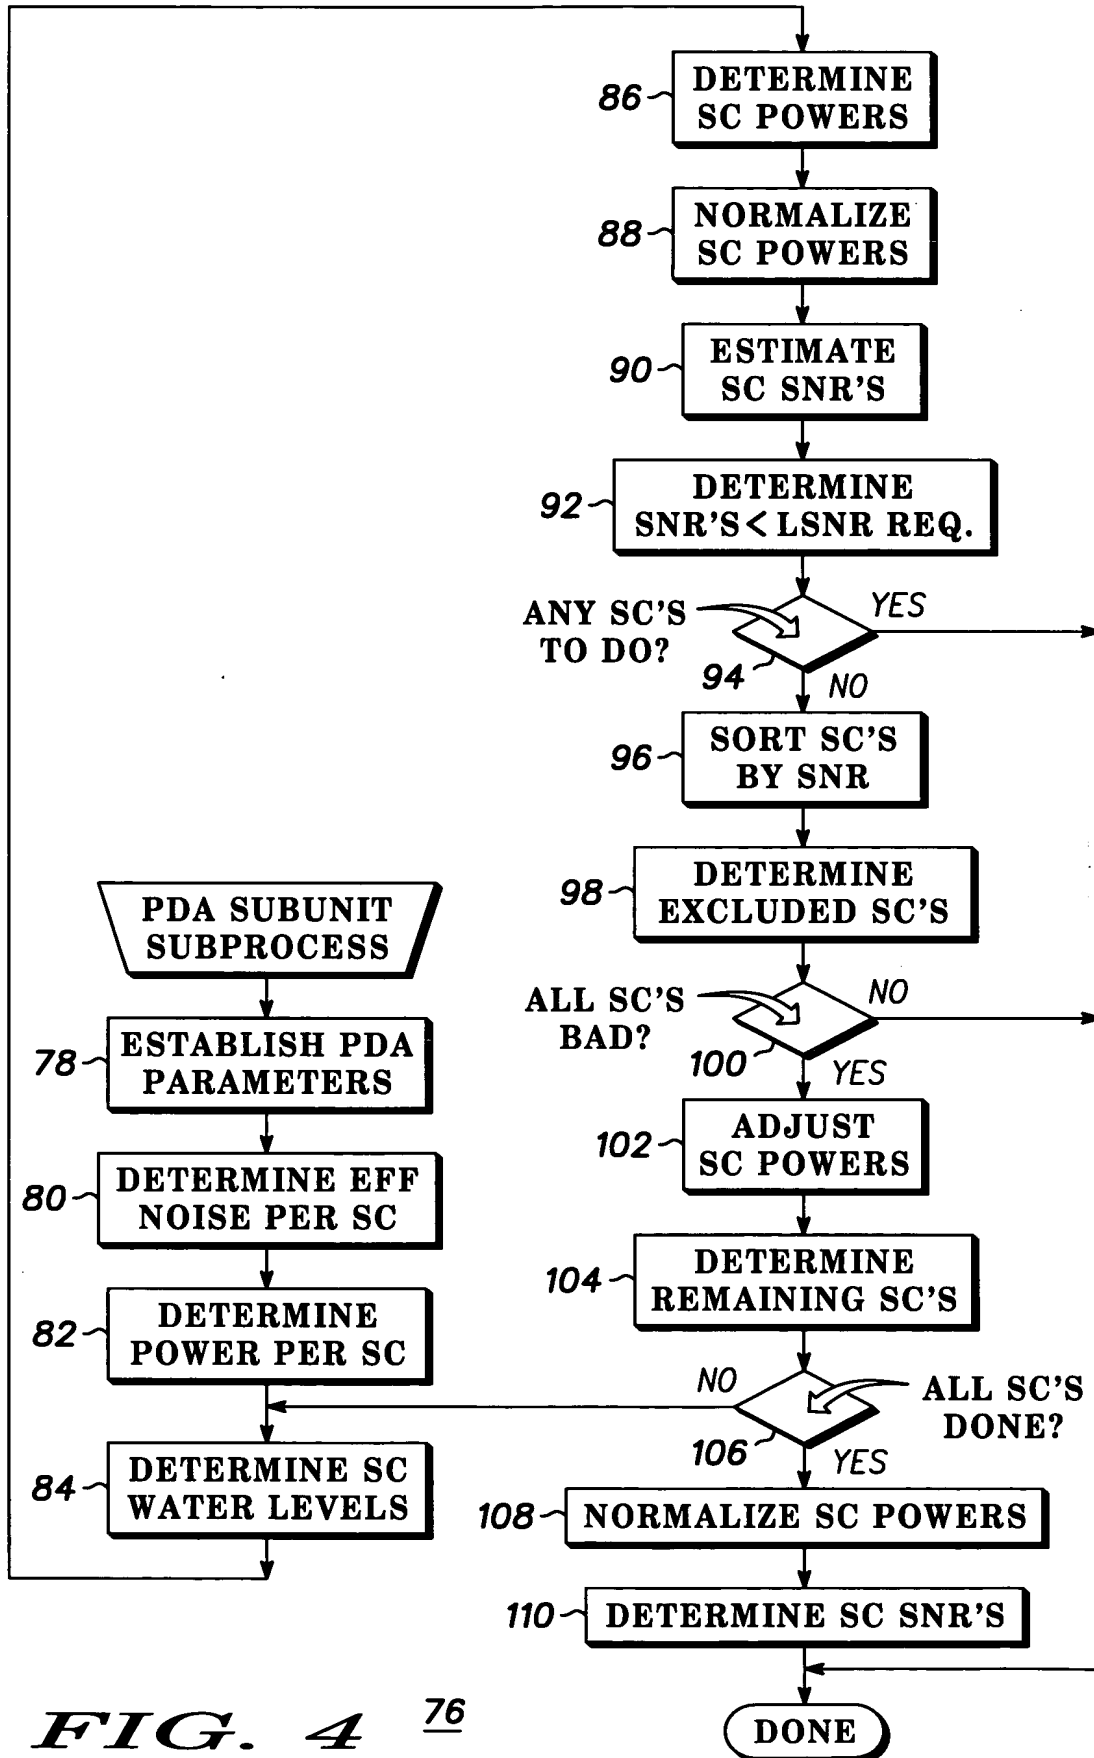 86
DETERMINE
SC POWERS
88
NORMALIZE
SC POWERS
90
ESTIMATE
SC SNR'S
92
DETERMINE
SNR'S < LSNR REQ.
ANY SC'S
TO DO?
94
YES
NO
96
SORT SC'S
BY SNR
98
DETERMINE
EXCLUDED SC'S
ALL SC'S
BAD?
100
NO
YES
102
ADJUST
SC POWERS
104
DETERMINE
REMAINING SC'S
NO
106
ALL SC'S
DONE?
YES
108
NORMALIZE SC POWERS
110
DETERMINE SC SNR'S
DONE
PDA SUBUNIT
SUBPROCESS
78
ESTABLISH PDA
PARAMETERS
80
DETERMINE EFF
NOISE PER SC
82
DETERMINE
POWER PER SC
84
DETERMINE SC
WATER LEVELS
FIG. 4
76